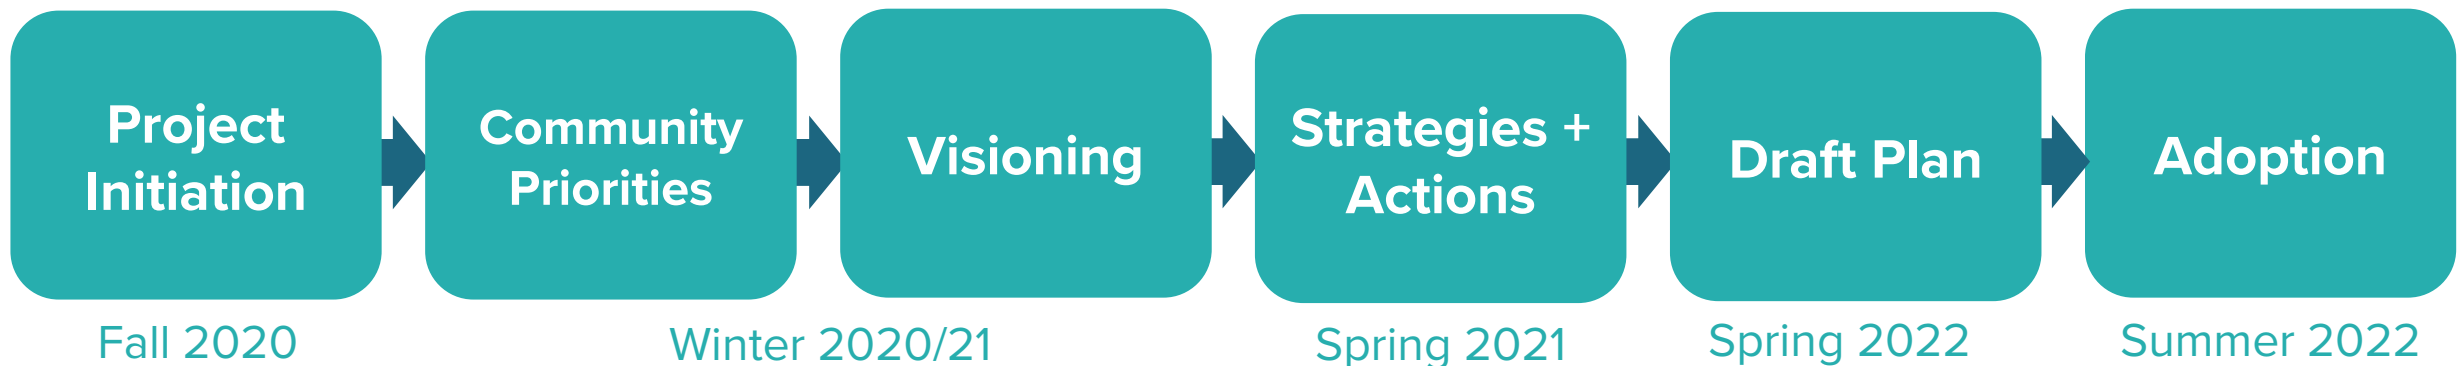 Project
Initiation
Community
Priorities
Visioning
Strategies +
Actions
Draft Plan
Adoption
Fall 2020
Winter 2020/21
Spring 2021
Spring 2022
Summer 2022